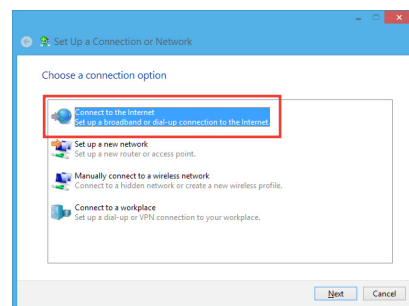 Set Up a Connection or Network
Choose a connection option
Connect to the Internet
Set up a broadband or dial-up connection to the Internet.
Set up a new network
Set up a new router or access point.
Manually connect to a wireless network
Connect to a hidden network or create a new wireless profile.
Connect to a workplace
Set up a dial-up or VPN connection to your workplace.
Next Cancel